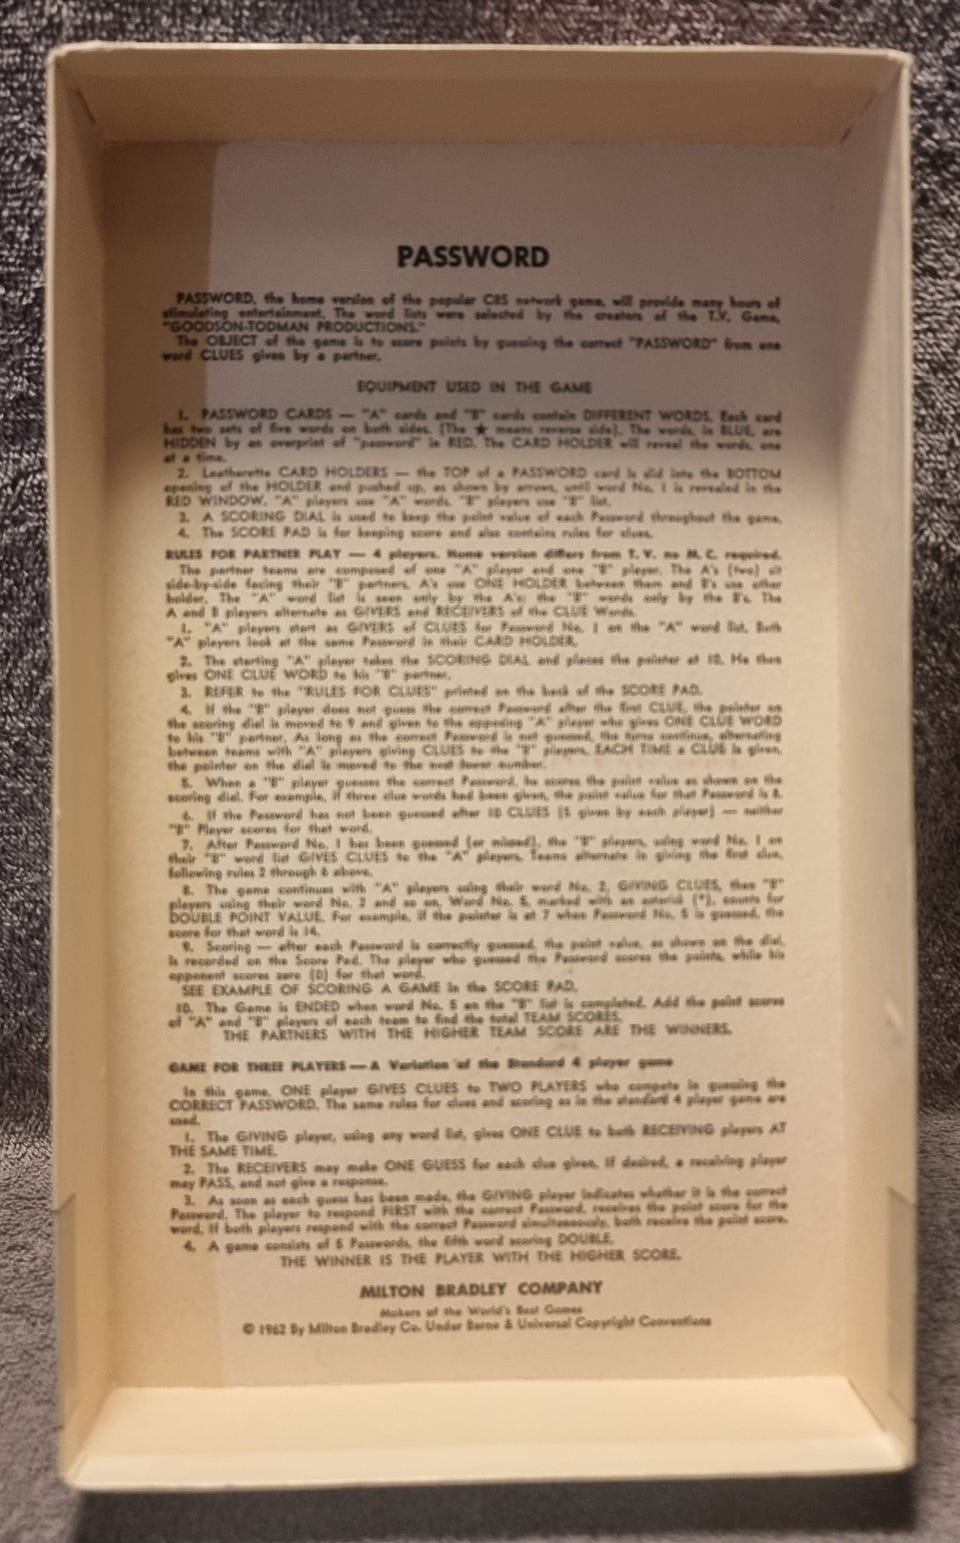 PASSWORD
PASSWORD, the home version of the popular CBS network game, will provide many hours of
stimulating entertainment. The word lists were selected by the creators of the T.V. Game,
"GOODSON-TODMAN PRODUCTIONS."
The OBJECT of the game is to score points by guessing the correct "PASSWORD" from one
word CLUES given by a partner.
EQUIPMENT USED IN THE GAME
1. PASSWORD CARDS — "A" cards and "B" cards contain DIFFERENT WORDS. Each card
has two sets of five words on both sides. (The ★ means reverse side). The words, in BLUE, are
HIDDEN by an overprint of "password" in RED. The CARD HOLDER will reveal the words, one
at a time.
2. Leatherette CARD HOLDERS — the TOP of a PASSWORD card is slid into the BOTTOM
opening of the HOLDER and pushed up, as shown by arrows, until word No. 1 is revealed in the
RED WINDOW. "A" players use "A" words, "B" players use "B" list.
3. A SCORING DIAL is used to keep the point value of each Password throughout the game.
4. The SCORE PAD is for keeping score and also contains rules for clues.
RULES FOR PARTNER PLAY — 4 players. Home version differs from T. V. no M. C. required.
The partner teams are composed of one "A" player and one "B" player. The A's (two) sit
side-by-side facing their "B" partners. A's use ONE HOLDER between them and B's use other
holder. The "A" word list is seen only by the A's; the "B" words only by the B's. The
A and B players alternate as GIVERS and RECEIVERS of the CLUE Words.
1. "A" players start as GIVERS of CLUES for Password No. 1 on the "A" word list. Both
"A" players look at the same Password in their CARD HOLDER.
2. The starting "A" player takes the SCORING DIAL and places the pointer at 10. He then
gives ONE CLUE WORD to his "B" partner.
3. REFER to the "RULES FOR CLUES" printed on the back of the SCORE PAD.
4. If the "B" player does not guess the correct Password after the first CLUE, the pointer on
the scoring dial is moved to 9 and given to the opposing "A" player who gives ONE CLUE WORD
to his "B" partner. As long as the correct Password is not guessed, the turns continue, alternating
between teams with "A" players giving CLUES to the "B" players. EACH TIME a CLUE is given,
the pointer on the dial is moved to the next lower number.
5. When a "B" player guesses the correct Password, he scores the point value as shown on the
scoring dial. For example, if three clue words had been given, the point value for that Password is 8.
6. If the Password has not been guessed after 10 CLUES (5 given by each player) — neither
"B" Player scores for that word.
7. After Password No. 1 has been guessed (or missed), the "B" players, using word No. 1 on
their "B" word list GIVES CLUES to the "A" players. Teams alternate in giving the first clue,
following rules 2 through 6 above.
8. The game continues with "A" players using their word No. 2, GIVING CLUES, then "B"
players using their word No. 2 and so on. Word No. 5, marked with an asterisk (*), counts for
DOUBLE POINT VALUE. For example, if the pointer is at 7 when Password No. 5 is guessed, the
score for that word is 14.
9. Scoring — after each Password is correctly guessed, the point value, as shown on the dial,
is recorded on the Score Pad. The player who guessed the Password scores the points, while his
opponent scores zero (0) for that word.
SEE EXAMPLE OF SCORING A GAME in the SCORE PAD.
10. The Game is ENDED when word No. 5 on the "B" list is completed. Add the point scores
of "A" and "B" players of each team to find the total TEAM SCORES.
THE PARTNERS WITH THE HIGHER TEAM SCORE ARE THE WINNERS.
GAME FOR THREE PLAYERS — A Variation of the Standard 4 player game
In this game, ONE player GIVES CLUES to TWO PLAYERS who compete in guessing the
CORRECT PASSWORD. The same rules for clues and scoring as in the standard 4 player game are
used.
1. The GIVING player, using any word list, gives ONE CLUE to both RECEIVING players AT
THE SAME TIME.
2. The RECEIVERS may make ONE GUESS for each clue given. If desired, a receiving player
may PASS, and not give a response.
3. As soon as each guess has been made, the GIVING player indicates whether it is the correct
Password. The player to respond FIRST with the correct Password, receives the point score for the
word. If both players respond with the correct Password simultaneously, both receive the point score.
4. A game consists of 5 Passwords, the fifth word scoring DOUBLE.
THE WINNER IS THE PLAYER WITH THE HIGHER SCORE.
MILTON BRADLEY COMPANY
Makers of the World's Best Games
© 1962 By Milton Bradley Co. Under Berne & Universal Copyright Conventions